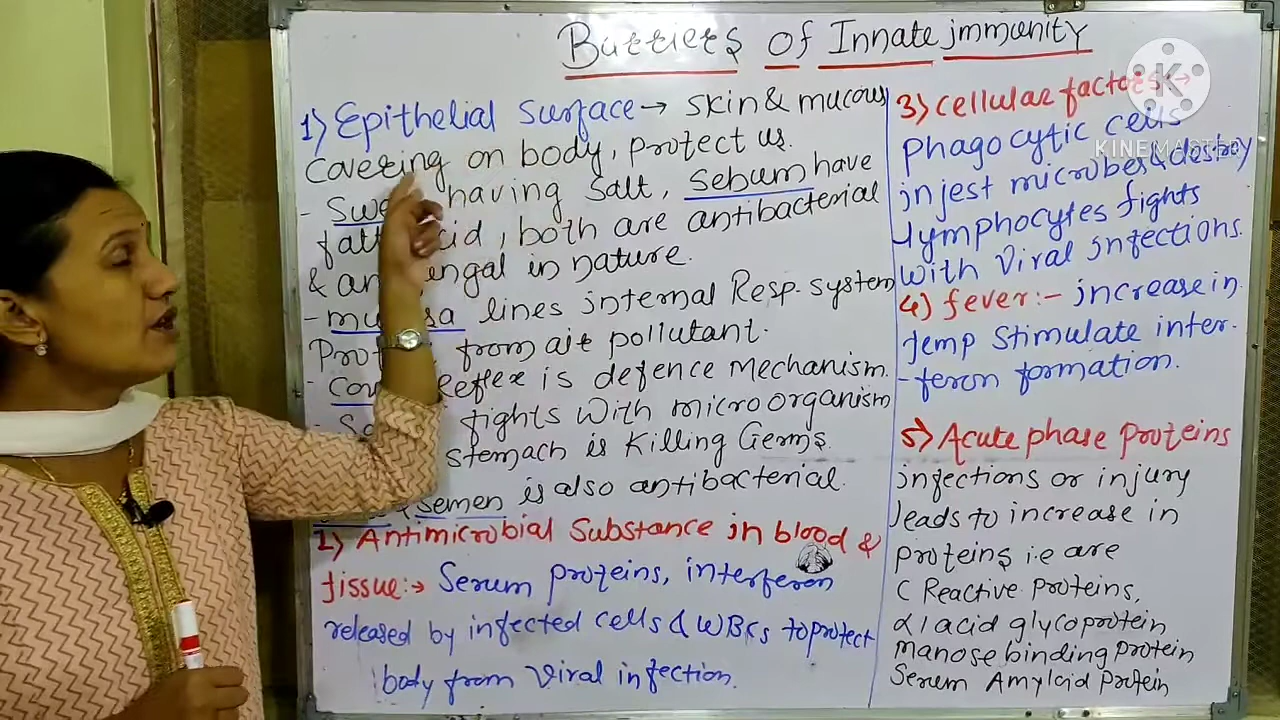 Barriers of Innate immunity
1) Epithelial surface → skin & mucous
covering on body, protect us.
- having salt, sebum have
acid, both are antibacterial
& in nature.
- lines internal Resp. system
from air pollutant.
- Reflex is defence mechanism.
- fights with microorganism
stemach is killing Germs.
& semen is also antibacterial.
2) Antimicrobial Substance in blood &
tissue:→ Serum proteins, interferon
released by infected cells & WBCs to protect
body from viral infection.
3) cellular factors →
phagocytic cells
injest microbes & destroy
lymphocytes fights
with viral infections.
4) fever:- increase in
temp stimulate inter.
-feron formation.
5) Acute phase proteins
infections or injury
leads to increase in
proteins i.e are
C Reactive proteins,
α1 acid glycoprotein
manose binding protein
Serum Amyloid protein
K
KINEMASTER